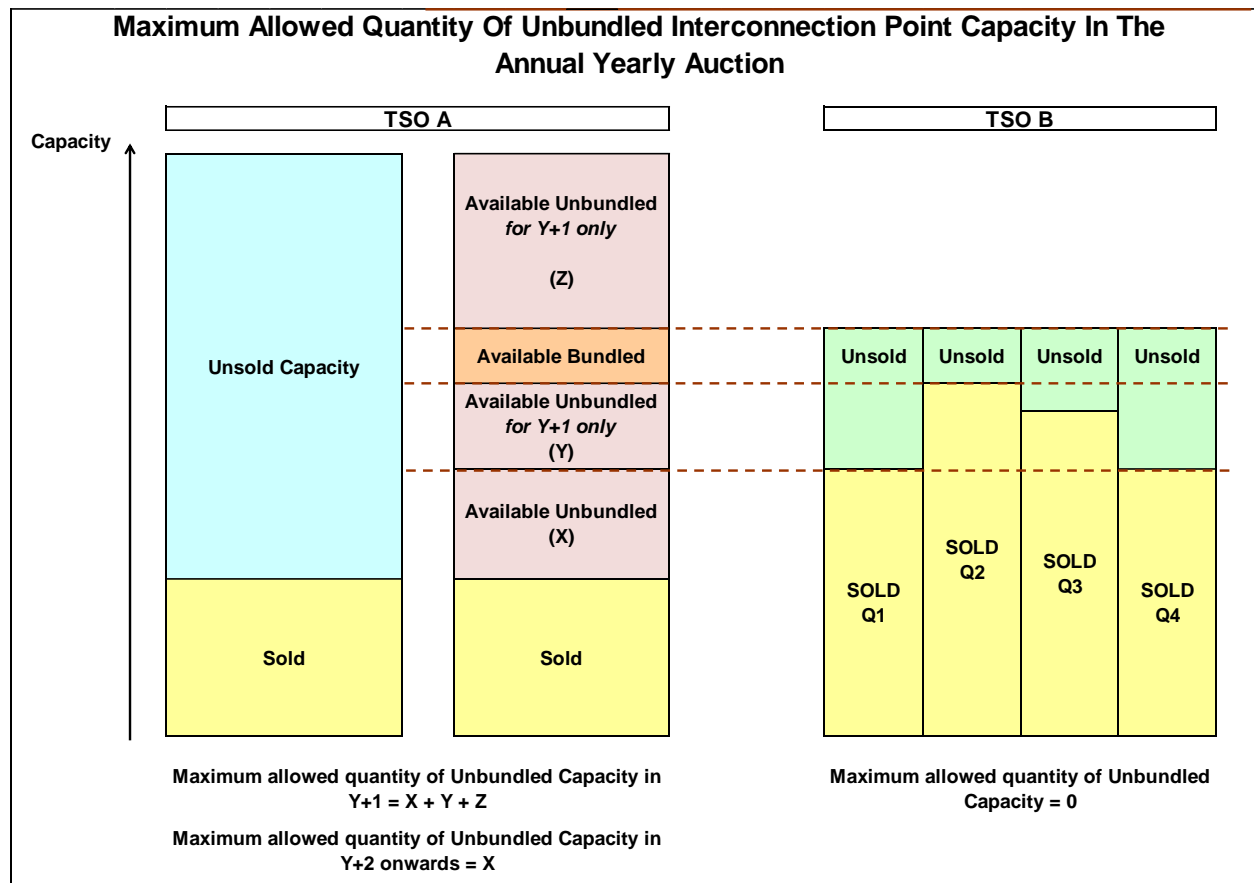 Maximum Allowed Quantity Of Unbundled Interconnection Point Capacity In The
Annual Yearly Auction
TSO A
TSO B
Capacity
Unsold Capacity
Sold
Available Unbundled
for Y+1 only
(Z)
Available Bundled
Available Unbundled
for Y+1 only
(Y)
Available Unbundled
(X)
Sold
Unsold
Unsold
Unsold
Unsold
SOLD
Q1
SOLD
Q2
SOLD
Q3
SOLD
Q4
Maximum allowed quantity of Unbundled Capacity in
Y+1 = X + Y + Z
Maximum allowed quantity of Unbundled Capacity in
Y+2 onwards = X
Maximum allowed quantity of Unbundled
Capacity = 0